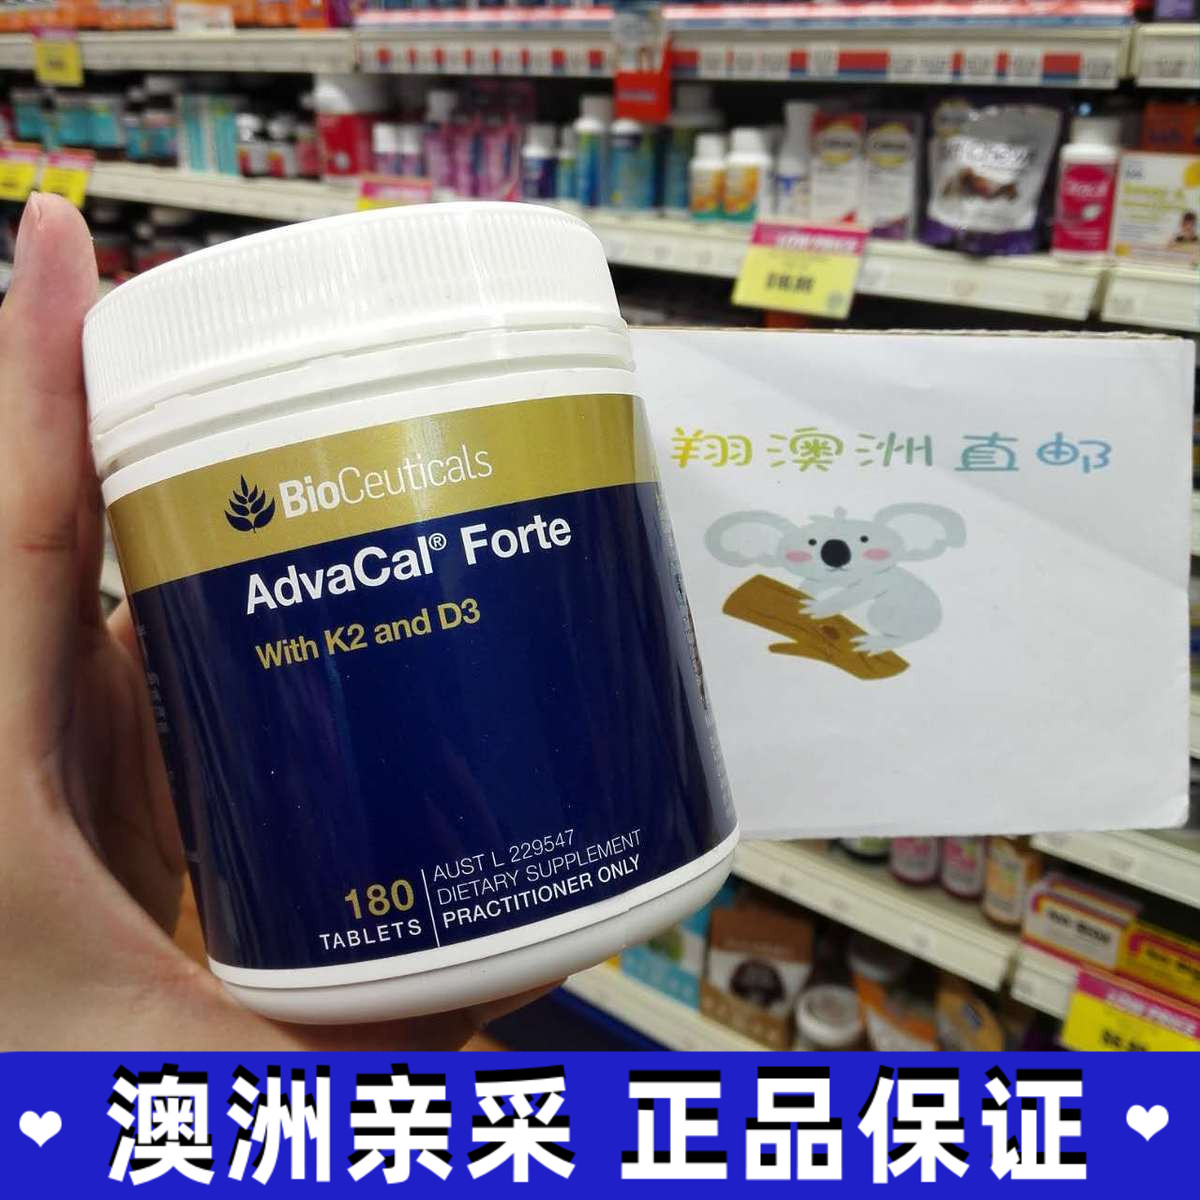 BioCeuticals
AdvaCal® Forte
With K2 and D3
180
TABLETS
AUST L 229547
DIETARY SUPPLEMENT
PRACTITIONER ONLY
翔澳洲直邮
澳洲亲采 正品保证